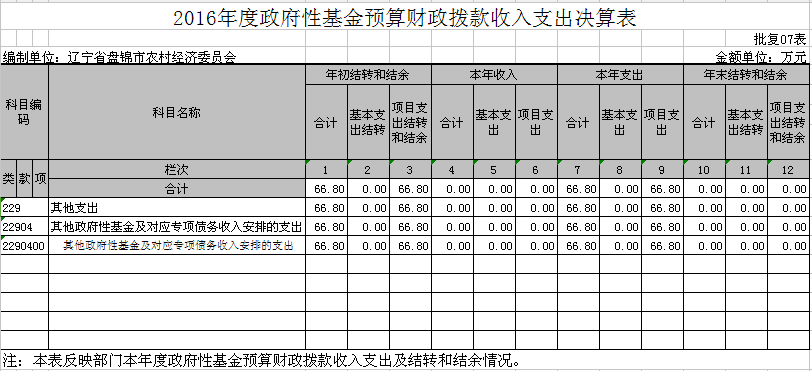 2016年度政府性基金预算财政拨款收入支出决算表
批复07表
编制单位：辽宁省盘锦市农村经济委员会 金额单位：万元
科目编码 科目名称 年初结转和结余 本年收入 本年支出 年末结转和结余
合计 基本支出结转 项目支出结转和结余 合计 基本支出 项目支出 合计 基本支出 项目支出 合计 基本支出结转 项目支出结转和结余
类 款 项 栏次 1 2 3 4 5 6 7 8 9 10 11 12
合计 66.80 0.00 66.80 0.00 0.00 0.00 66.80 0.00 66.80 0.00 0.00 0.00
229 其他支出 66.80 0.00 66.80 0.00 0.00 0.00 66.80 0.00 66.80 0.00 0.00 0.00
22904 其他政府性基金及对应专项债务收入安排的支出 66.80 0.00 66.80 0.00 0.00 0.00 66.80 0.00 66.80 0.00 0.00 0.00
2290400 其他政府性基金及对应专项债务收入安排的支出 66.80 0.00 66.80 0.00 0.00 0.00 66.80 0.00 66.80 0.00 0.00 0.00
注：本表反映部门本年度政府性基金预算财政拨款收入支出及结转和结余情况。